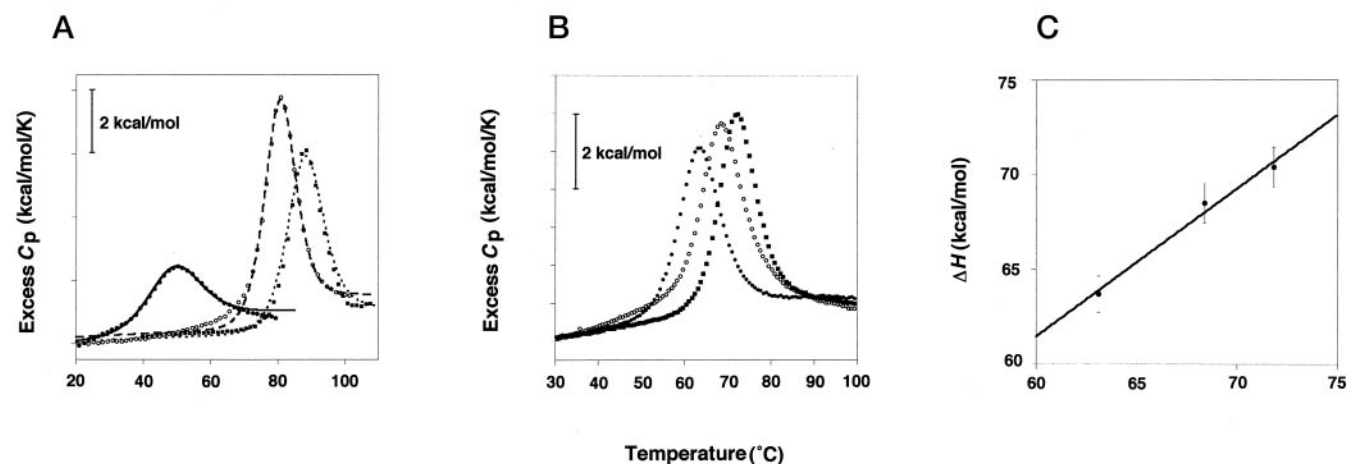 A
B
C
Excess Cp (kcal/mol/K)
2 kcal/mol
20 40 60 80 100
Excess Cp (kcal/mol/K)
2 kcal/mol
30 40 50 60 70 80 90 100
ΔH (kcal/mol)
75
70
65
60
60 65 70 75
Temperature (°C)